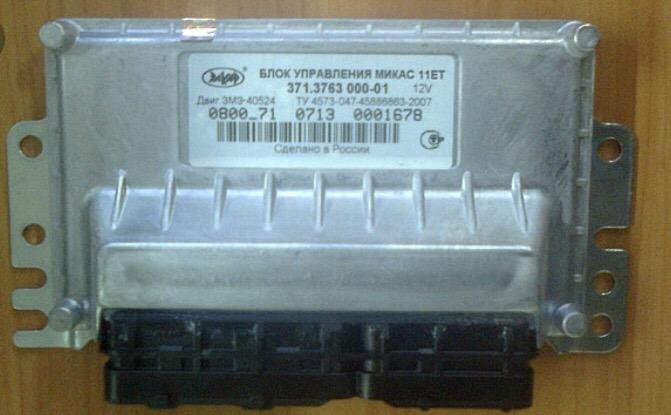 БЛОК УПРАВЛЕНИЯ МИКАС 11ЕТ
371.3763 000-01 12V
Двиг.ЗМЗ-40524 ТУ 4573-047-45886863-2007
0800_71 0713 0001678
Сделано в России